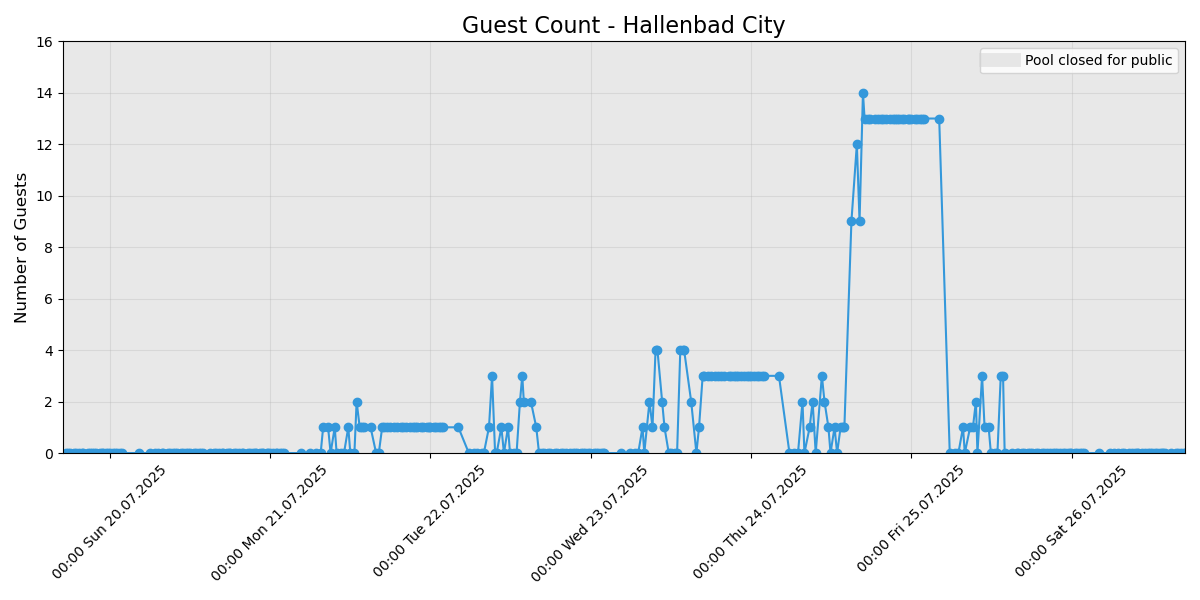 Guest Count - Hallenbad City
Pool closed for public
Number of Guests
16
14
12
10
8
6
4
2
0
00:00 Sun 20.07.2025
00:00 Mon 21.07.2025
00:00 Tue 22.07.2025
00:00 Wed 23.07.2025
00:00 Thu 24.07.2025
00:00 Fri 25.07.2025
00:00 Sat 26.07.2025